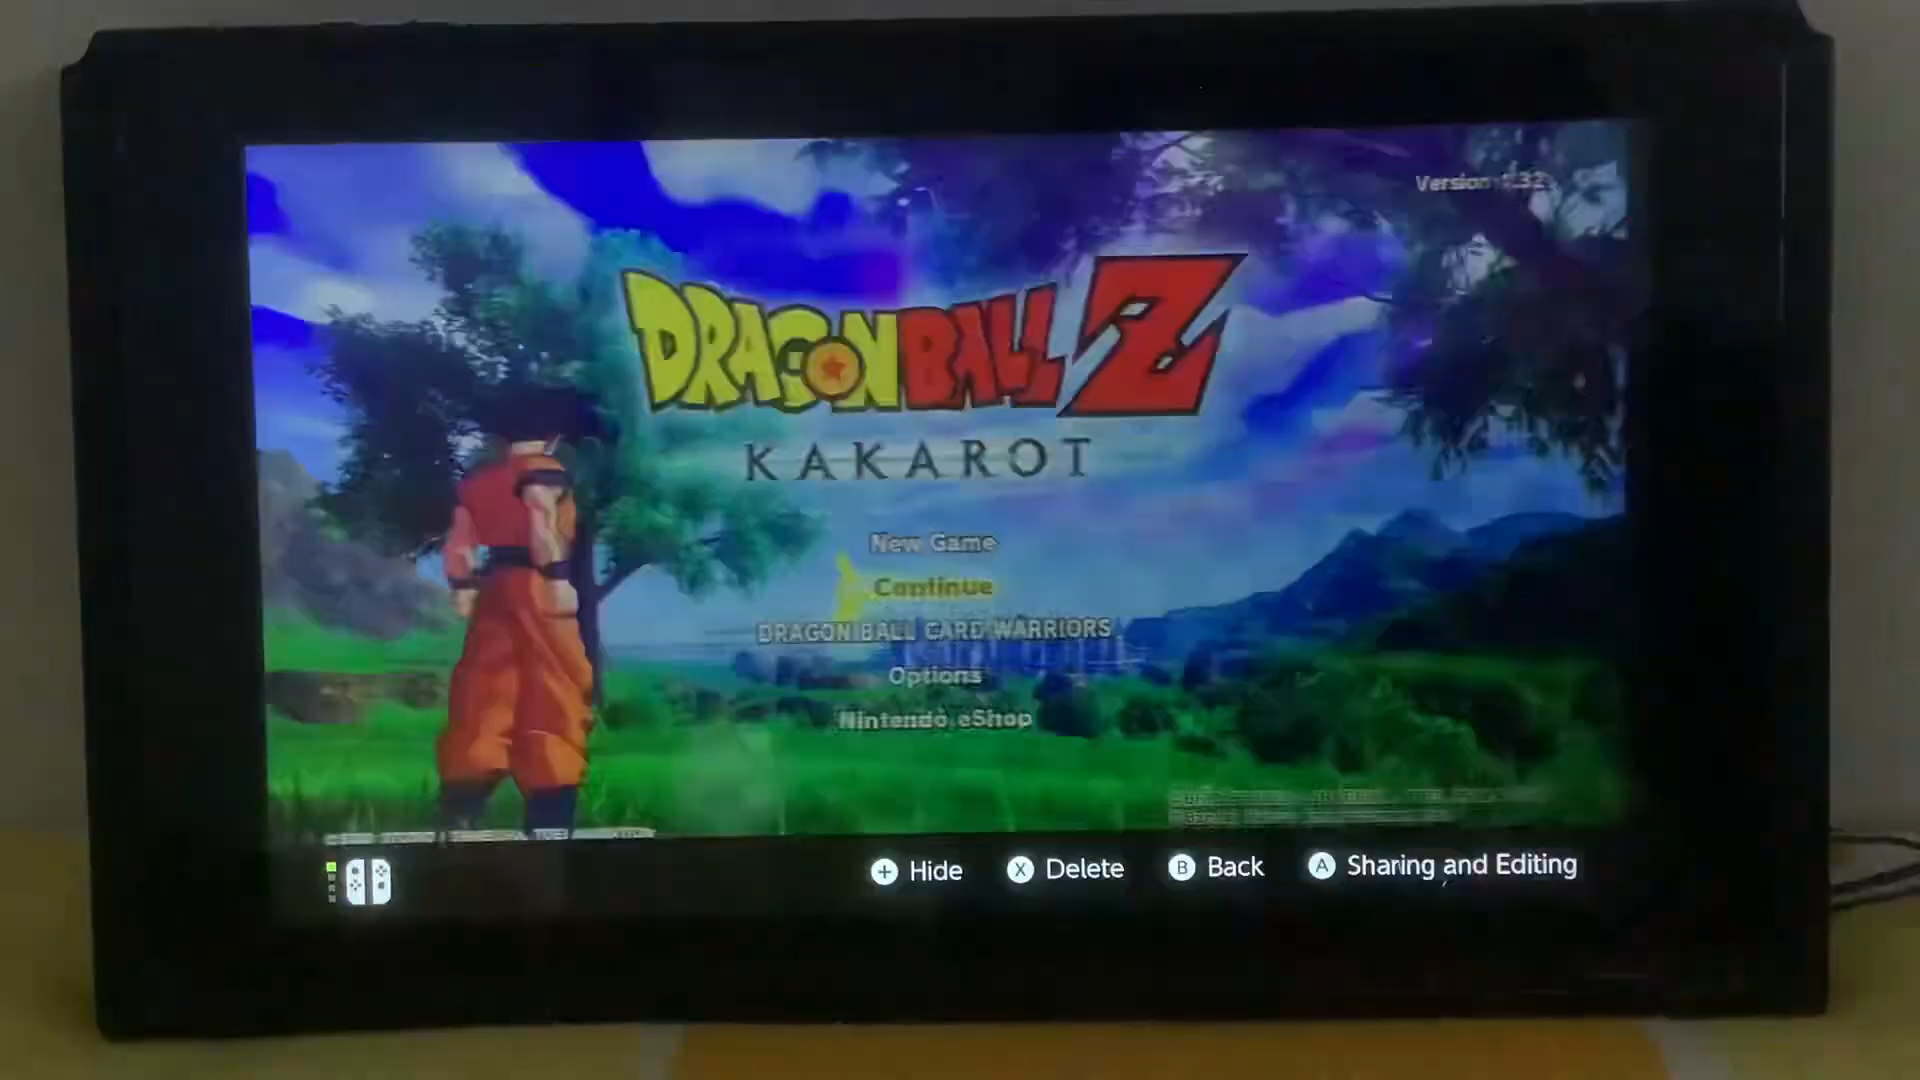 Version 1.32
DRAGON BALL Z
KAKAROT
New Game
Continue
DRAGON BALL CARD WARRIORS
Options
Nintendo eShop
+ Hide X Delete B Back A Sharing and Editing